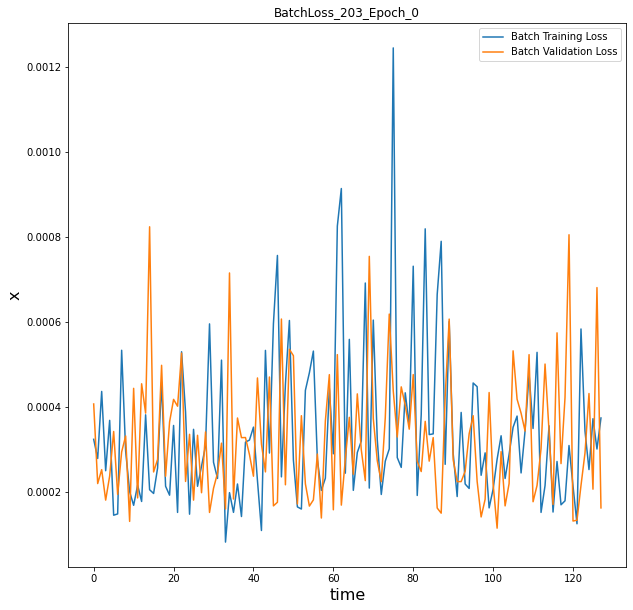 BatchLoss_203_Epoch_0
Batch Training Loss
Batch Validation Loss
0.0012
0.0010
0.0008
0.0006
0.0004
0.0002
x
0
20
40
60
80
100
120
time